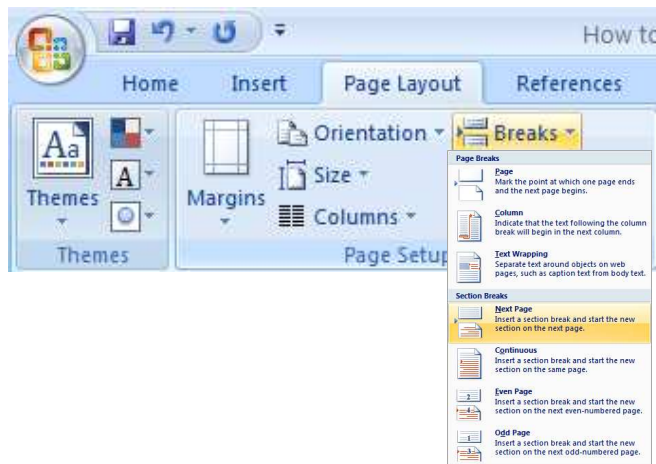 How to
Home Insert Page Layout References
Aa
Themes
A
Themes
Margins
Orientation
Size
Columns
Page Setup
Breaks
Page Breaks
Page
Mark the point at which one page ends
and the next page begins.
Column
Indicate that the text following the column
break will begin in the next column.
Text Wrapping
Separate text around objects on web
pages, such as caption text from body text.
Section Breaks
Next Page
Insert a section break and start the new
section on the next page.
Continuous
Insert a section break and start the new
section on the same page.
Even Page
Insert a section break and start the new
section on the next even-numbered page.
Odd Page
Insert a section break and start the new
section on the next odd-numbered page.